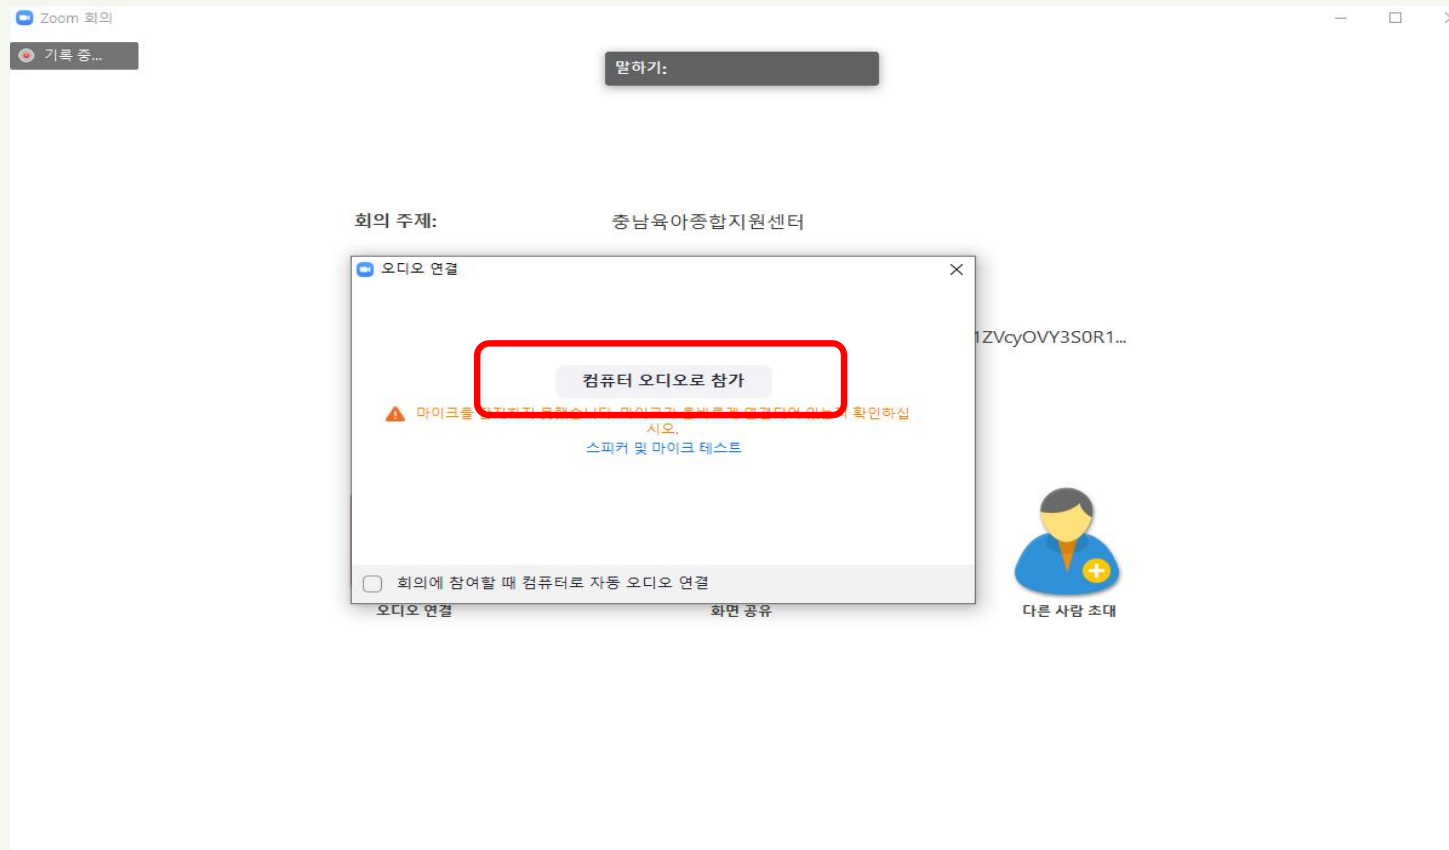 Zoom 회의
기록 중...
말하기:
회의 주제: 충남육아종합지원센터
오디오 연결
1ZVcyOVY3S0R1...
컴퓨터 오디오로 참가
마이크를 확인하십
시오.
스피커 및 마이크 테스트
회의에 참여할 때 컴퓨터로 자동 오디오 연결
오디오 연결 화면 공유 다른 사람 초대